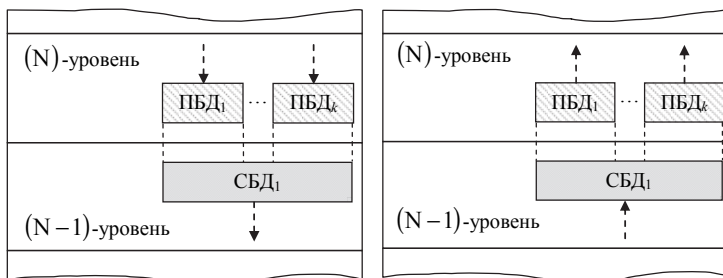 (N)-уровень
ПБД₁ ... ПБДₖ
СБД₁
(N − 1)-уровень
(N)-уровень
ПБД₁ ... ПБДₖ
СБД₁
(N − 1)-уровень